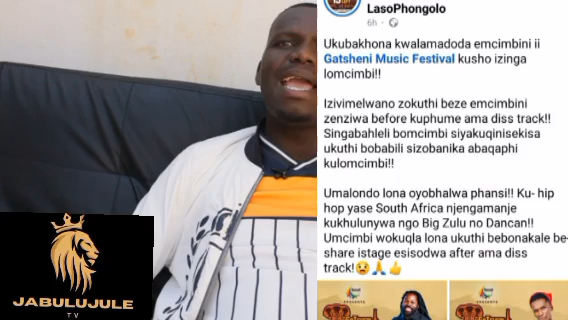 LasoPhongolo
6h
Ukubakhona kwalamadoda emcimbini ii
Gatsheni Music Festival kusho izinga
lomcimbi!!
Izivimelwano zokuthi beze emcimbini
zenziwa before kuphume ama diss track!!
Singabahleli bomcimbi siyakuqinisekisa
ukuthi bobabili sizobanika abaqaphi
kulomcimbi!!
Umalondo lona oyobhalwa phansi!! Ku- hip
hop yase South Africa njengamanje
kukhulunywa ngo Big Zulu no Dancan!!
Umcimbi wokuqla lona ukuthi bebonakale be-
share istage esisodwa after ama diss
track!
JABULUJULE
TV